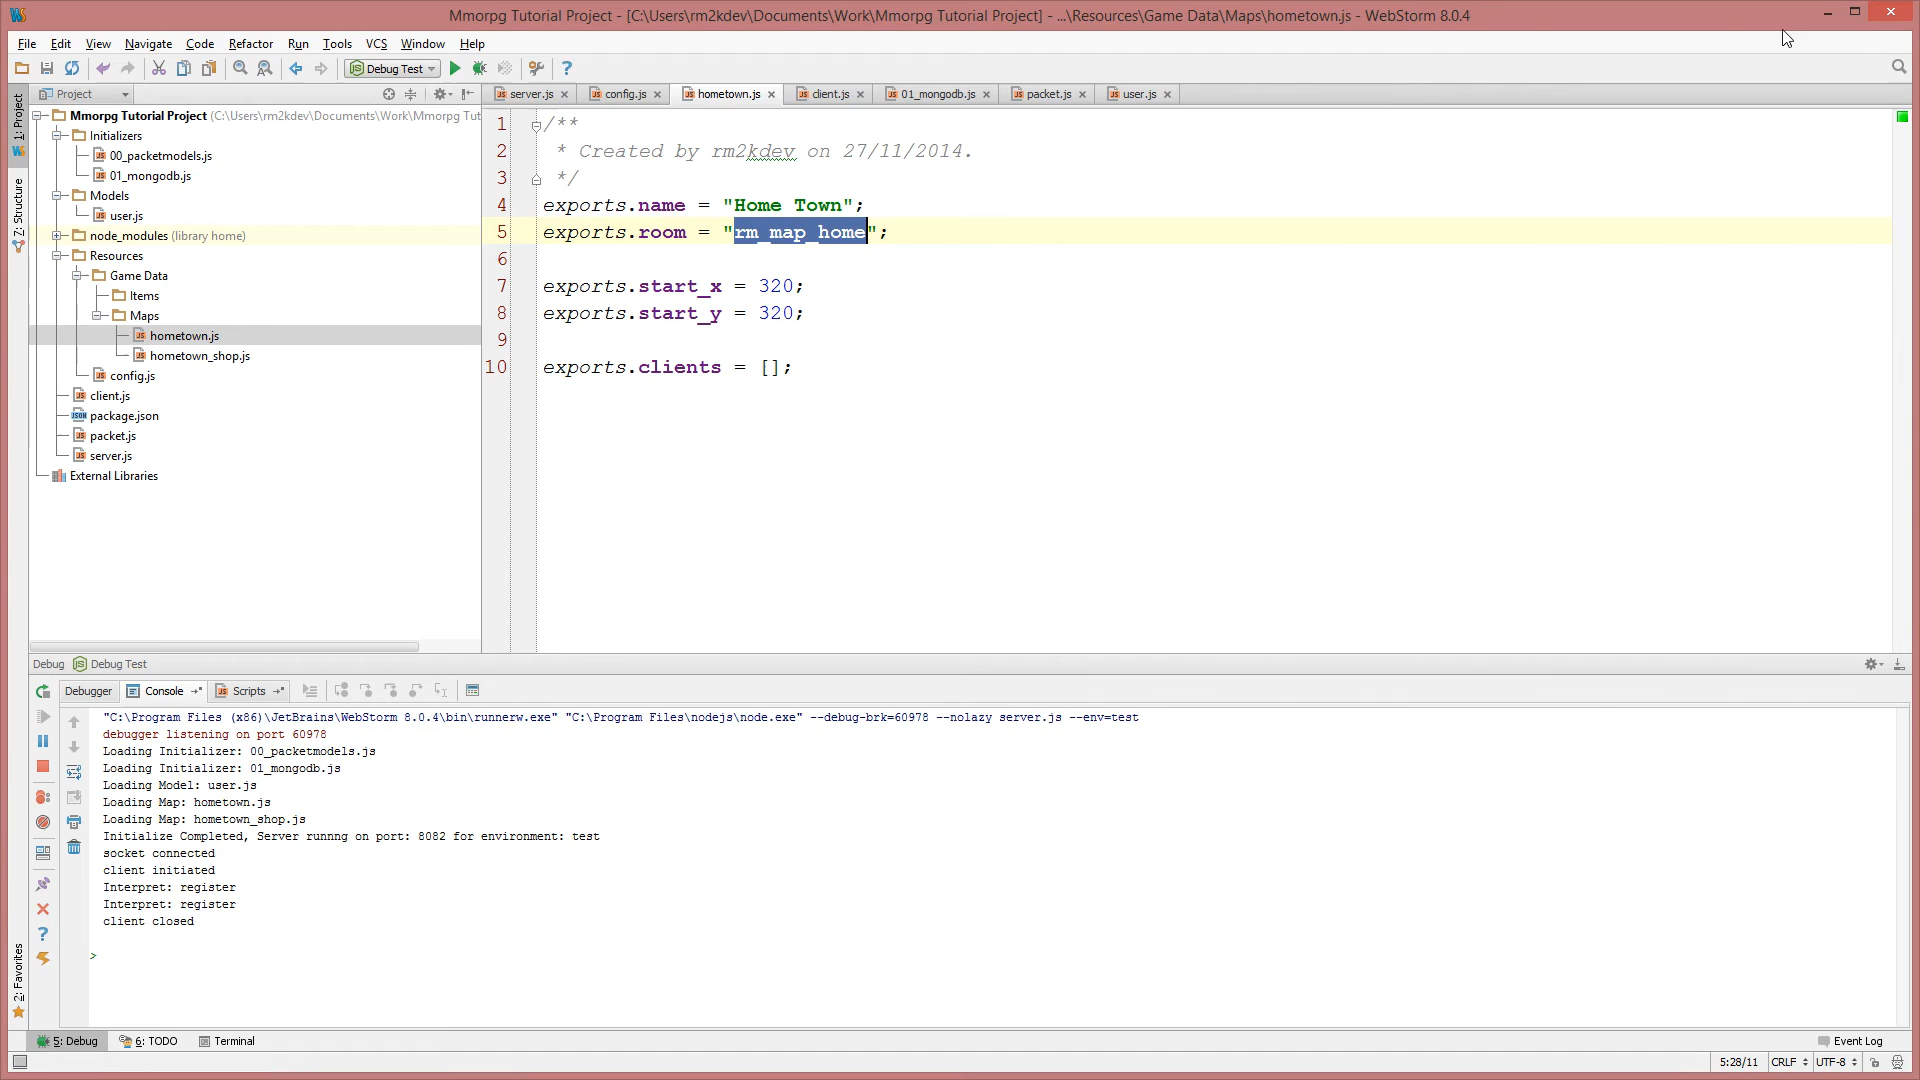 Mmorpg Tutorial Project - [C:\Users\rm2kdev\Documents\Work\Mmorpg Tutorial Project] - ...\Resources\Game Data\Maps\hometown.js - WebStorm 8.0.4
File Edit View Navigate Code Refactor Run Tools VCS Window Help
Debug Test
Project
server.js config.js hometown.js client.js 01_mongodb.js packet.js user.js
1: Project
Z: Structure
2: Favorites
Mmorpg Tutorial Project (C:\Users\rm2kdev\Documents\Work\Mmorpg Tut
Initializers
00_packetmodels.js
01_mongodb.js
Models
user.js
node_modules (library home)
Resources
Game Data
Items
Maps
hometown.js
hometown_shop.js
config.js
client.js
package.json
packet.js
server.js
External Libraries
1 /**
2 * Created by rm2kdev on 27/11/2014.
3 */
4 exports.name = "Home Town";
5 exports.room = "rm_map_home";
6
7 exports.start_x = 320;
8 exports.start_y = 320;
9
10 exports.clients = [];
Debug Debug Test
Debugger Console Scripts
"C:\Program Files (x86)\JetBrains\WebStorm 8.0.4\bin\runnerw.exe" "C:\Program Files\nodejs\node.exe" --debug-brk=60978 --nolazy server.js --env=test
debugger listening on port 60978
Loading Initializer: 00_packetmodels.js
Loading Initializer: 01_mongodb.js
Loading Model: user.js
Loading Map: hometown.js
Loading Map: hometown_shop.js
Initialize Completed, Server runnng on port: 8082 for environment: test
socket connected
client initiated
Interpret: register
Interpret: register
client closed
>
5: Debug 6: TODO Terminal Event Log
5:28/11 CRLF UTF-8